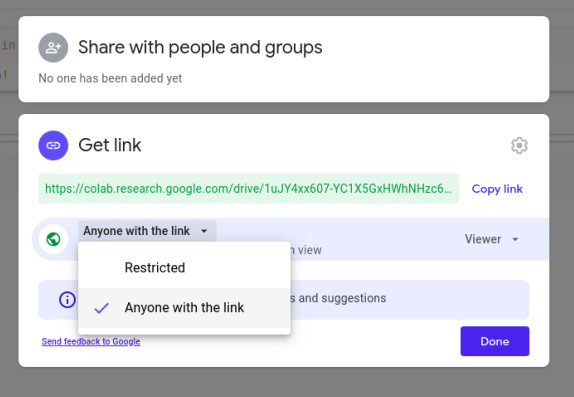 in
!
Share with people and groups
No one has been added yet
Get link
https://colab.research.google.com/drive/1uJY4xx607-YC1X5GxHWhNHzc6...
Copy link
Anyone with the link
view
Viewer
Restricted
Anyone with the link
s and suggestions
Send feedback to Google
Done